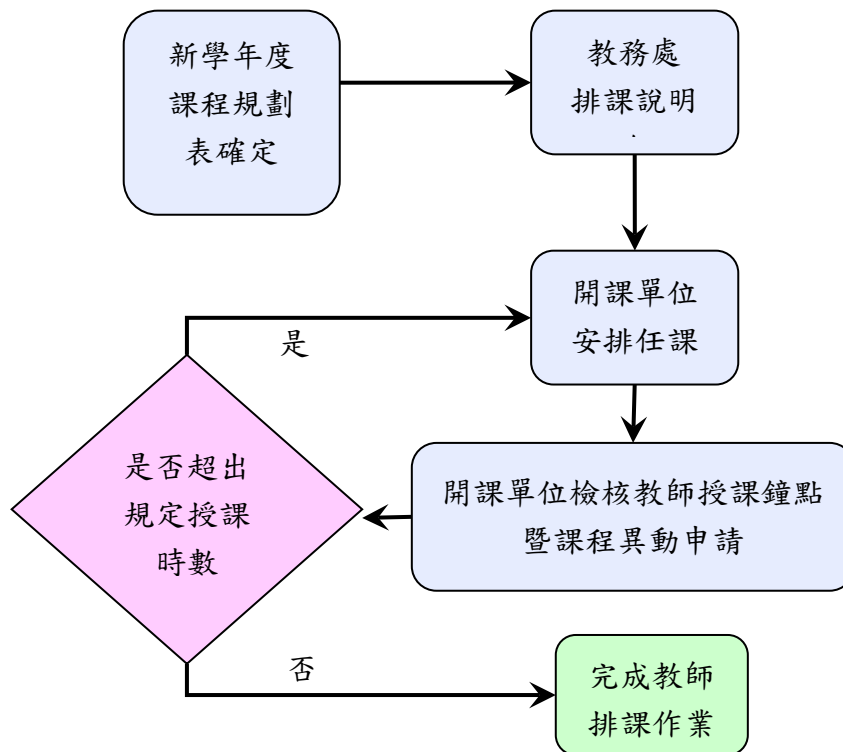 新學年度
課程規劃
表確定
教務處
排課說明
.
開課單位
安排任課
是
是否超出
規定授課
時數
開課單位檢核教師授課鐘點
暨課程異動申請
否
完成教師
排課作業